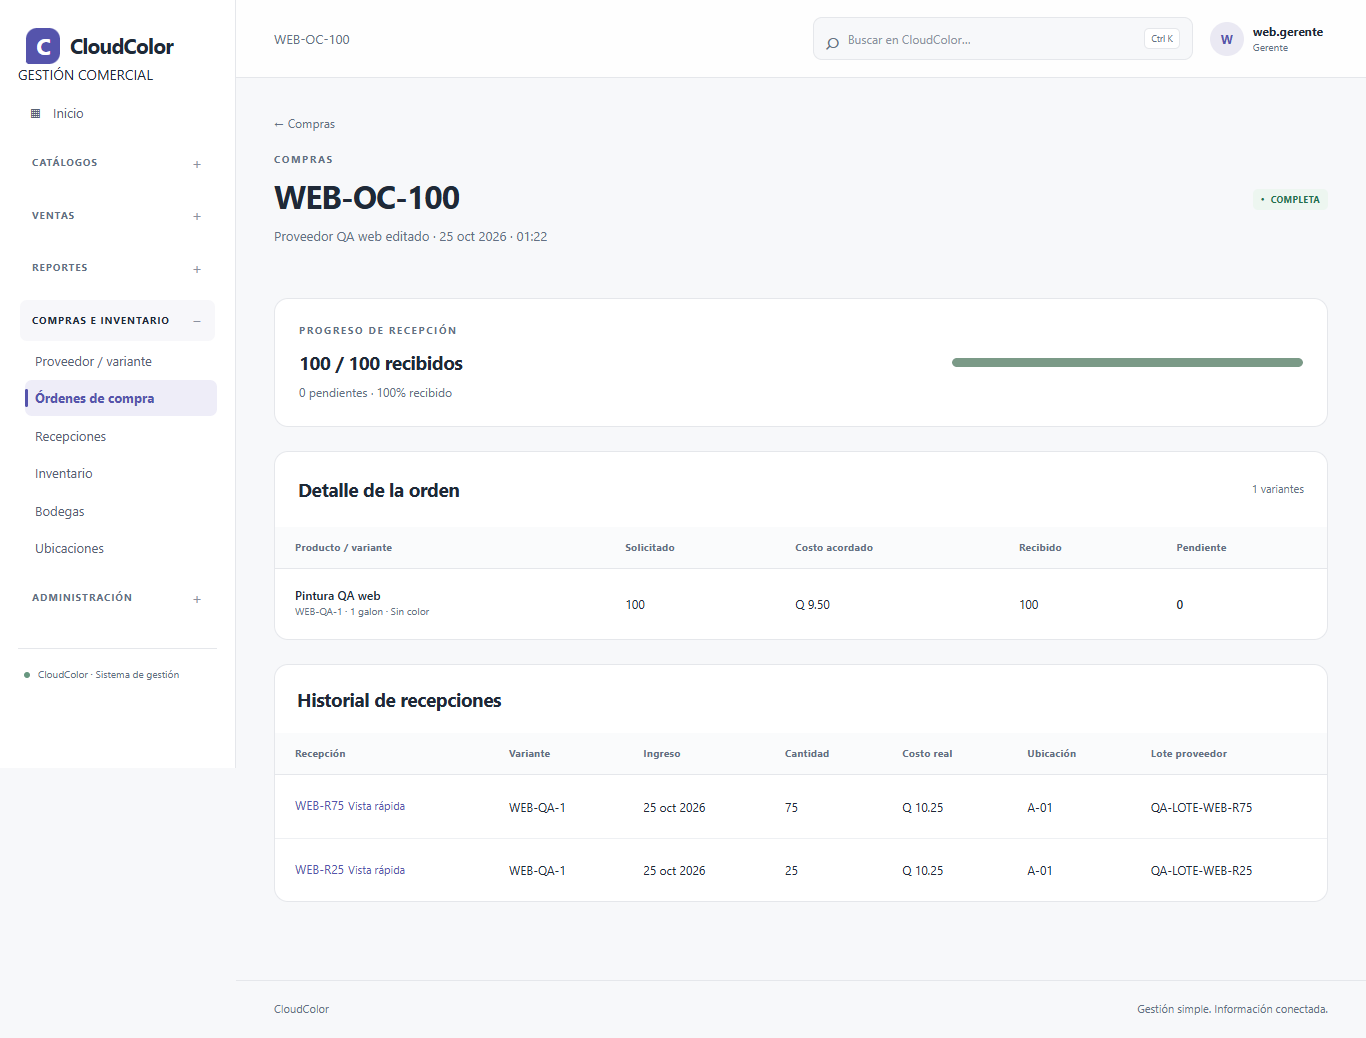 C CloudColor
GESTIÓN COMERCIAL
Inicio
CATÁLOGOS +
VENTAS +
REPORTES +
COMPRAS E INVENTARIO −
Proveedor / variante
Órdenes de compra
Recepciones
Inventario
Bodegas
Ubicaciones
ADMINISTRACIÓN +
CloudColor · Sistema de gestión
WEB-OC-100
Buscar en CloudColor...
Ctrl K
W
web.gerente
Gerente
← Compras
COMPRAS
WEB-OC-100
• COMPLETA
Proveedor QA web editado · 25 oct 2026 · 01:22
PROGRESO DE RECEPCIÓN
100 / 100 recibidos
0 pendientes · 100% recibido
Detalle de la orden
1 variantes
Producto / variante Solicitado Costo acordado Recibido Pendiente
Pintura QA web 100 Q 9.50 100 0
WEB-QA-1 · 1 galon · Sin color
Historial de recepciones
Recepción Variante Ingreso Cantidad Costo real Ubicación Lote proveedor
WEB-R75 Vista rápida WEB-QA-1 25 oct 2026 75 Q 10.25 A-01 QA-LOTE-WEB-R75
WEB-R25 Vista rápida WEB-QA-1 25 oct 2026 25 Q 10.25 A-01 QA-LOTE-WEB-R25
CloudColor
Gestión simple. Información conectada.